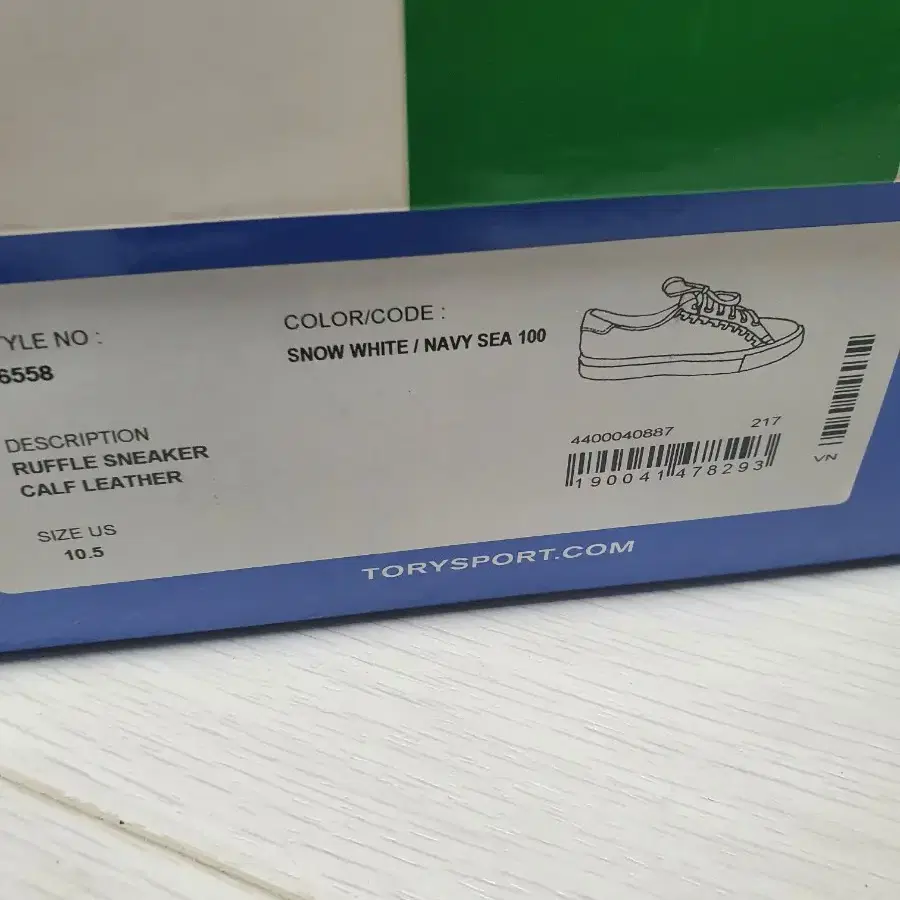 YLE NO :
6558
COLOR/CODE :
SNOW WHITE / NAVY SEA 100
DESCRIPTION
RUFFLE SNEAKER
CALF LEATHER
SIZE US
10.5
4400040887 217
190041478293
VN
TORYSPORT.COM